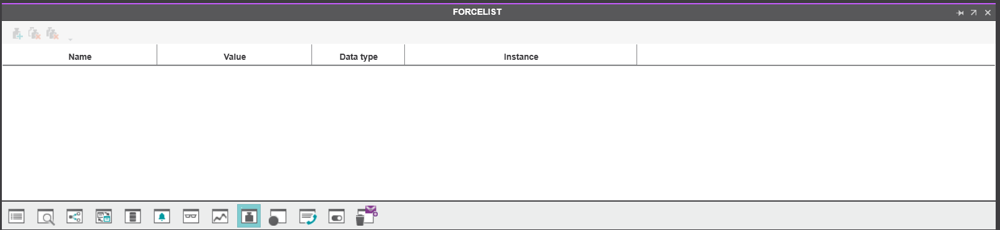 FORCELIST
Name Value Data type Instance